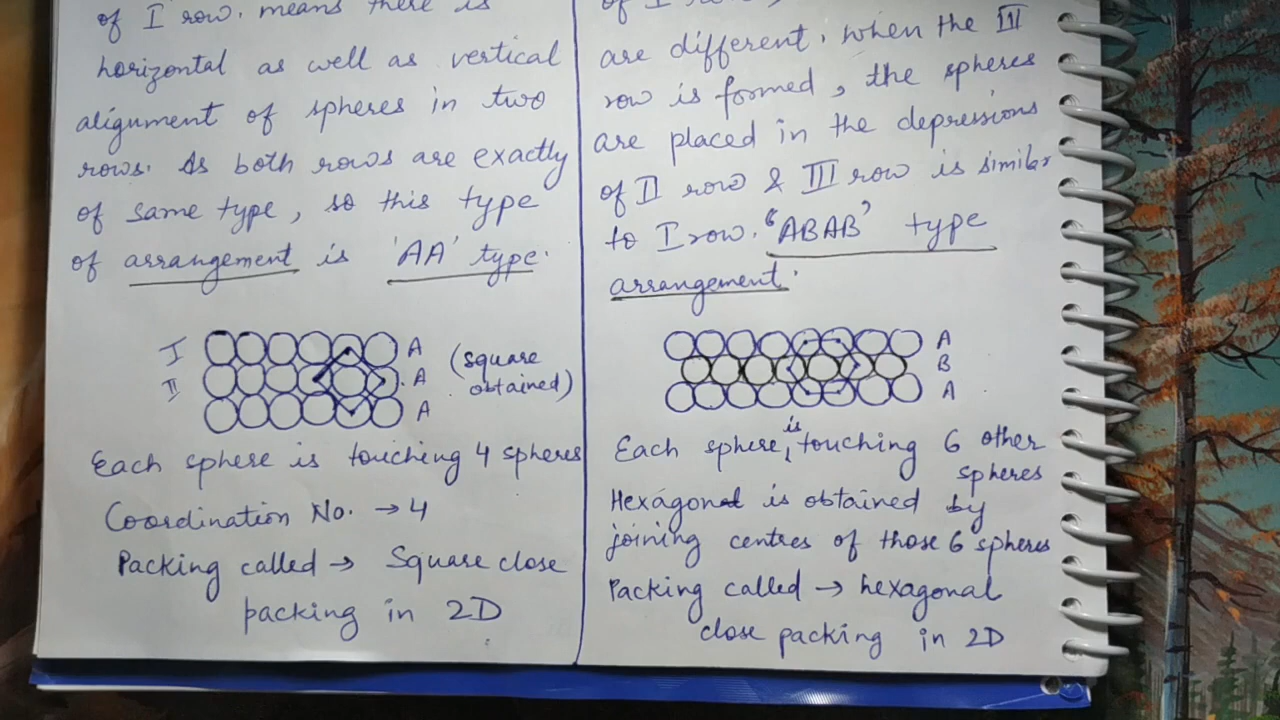 of I row. means there is
horizontal as well as vertical
alignment of spheres in two
rows. As both rows are exactly
of same type, so this type
of arrangement is 'AA' type.
I A
II A (square obtained)
A
Each sphere is touching 4 spheres
Coordination No. → 4
Packing called → Square close
packing in 2D
of I row,
are different. when the III
row is formed, the spheres
are placed in the depressions
of II row & III row is similar
to I row. "ABAB" type
arrangement.
A
B
A
Each sphere is touching 6 other
spheres
Hexagon is obtained by
joining centres of those 6 spheres
Packing called → hexagonal
close packing in 2D